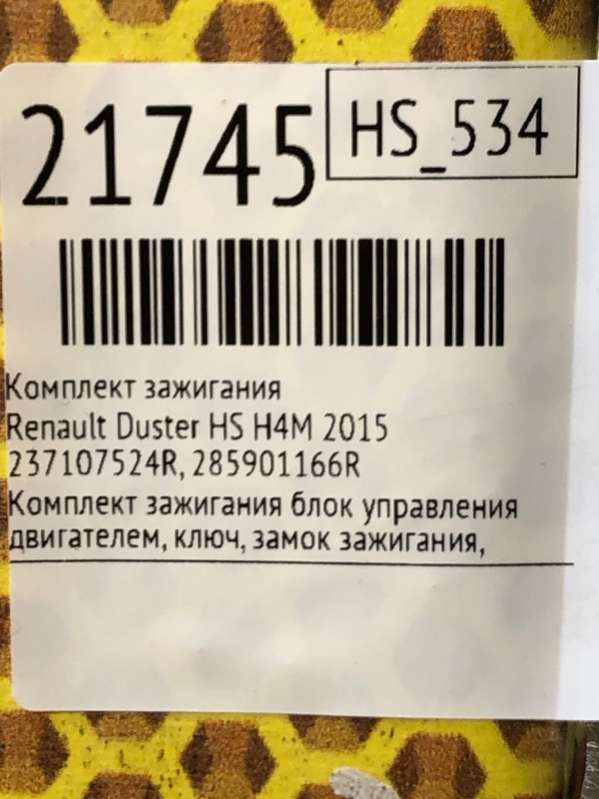 21745
HS_534
Комплект зажигания
Renault Duster HS H4M 2015
237107524R, 285901166R
Комплект зажигания блок управления
двигателем, ключ, замок зажигания,